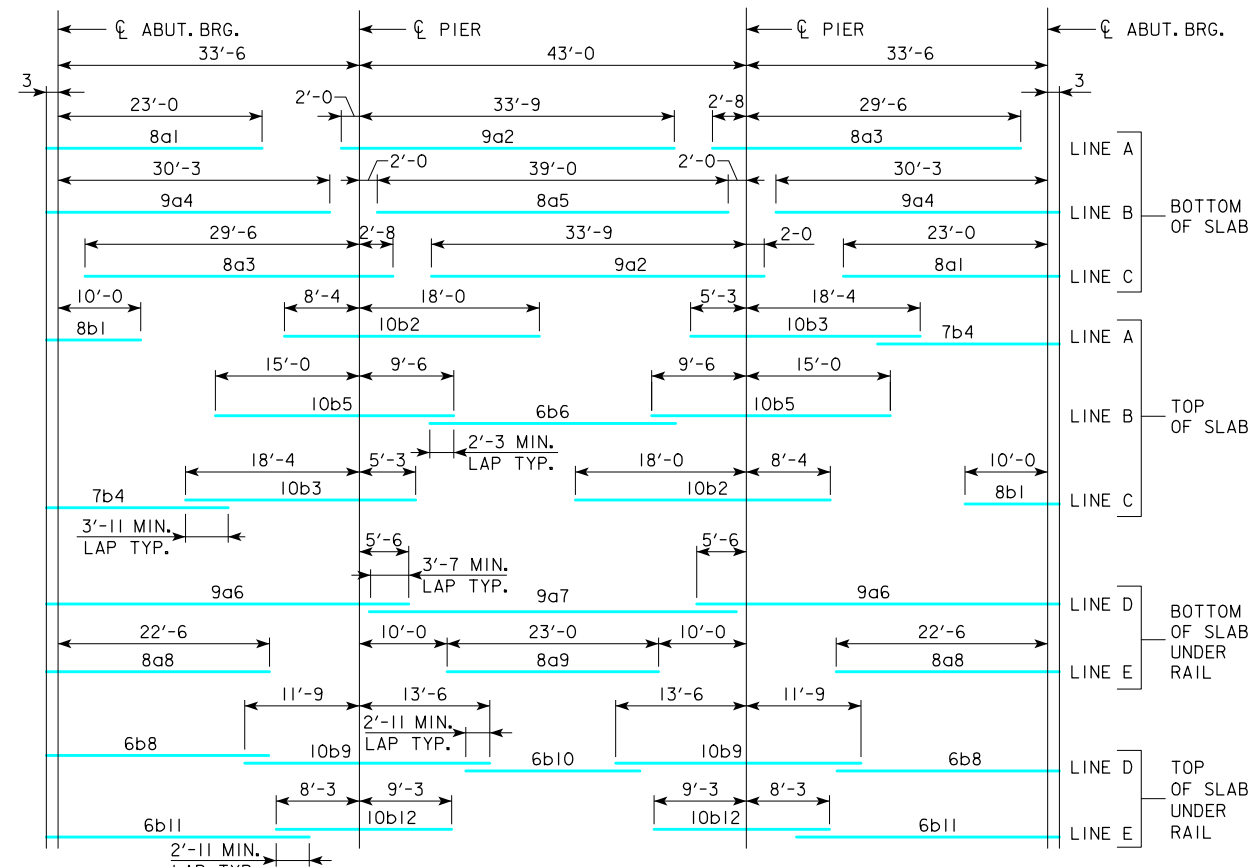 ℄ ABUT. BRG.
℄ PIER
℄ PIER
℄ ABUT. BRG.
33'-6
43'-0
33'-6
3
3
23'-0
2'-0
33'-9
2'-8
29'-6
8a1
9a2
8a3
LINE A
30'-3
2'-0
39'-0
2'-0
30'-3
9a4
8a5
9a4
LINE B
BOTTOM
OF SLAB
29'-6
2'-8
33'-9
2-0
23'-0
8a3
9a2
8a1
LINE C
10'-0
8'-4
18'-0
5'-3
18'-4
8b1
10b2
10b3
7b4
LINE A
15'-0
9'-6
9'-6
15'-0
10b5
6b6
10b5
LINE B
TOP
OF SLAB
2'-3 MIN.
LAP TYP.
18'-4
5'-3
18'-0
8'-4
10'-0
7b4
10b3
10b2
8b1
LINE C
3'-11 MIN.
LAP TYP.
5'-6
5'-6
3'-7 MIN.
LAP TYP.
9a6
9a7
9a6
LINE D
BOTTOM
OF SLAB
UNDER
RAIL
22'-6
10'-0
23'-0
10'-0
22'-6
8a8
8a9
8a8
LINE E
11'-9
13'-6
13'-6
11'-9
2'-11 MIN.
LAP TYP.
6b8
10b9
6b10
10b9
6b8
LINE D
TOP
OF SLAB
UNDER
RAIL
8'-3
9'-3
9'-3
8'-3
6b11
10b12
10b12
6b11
LINE E
2'-11 MIN.
LAP TYP.